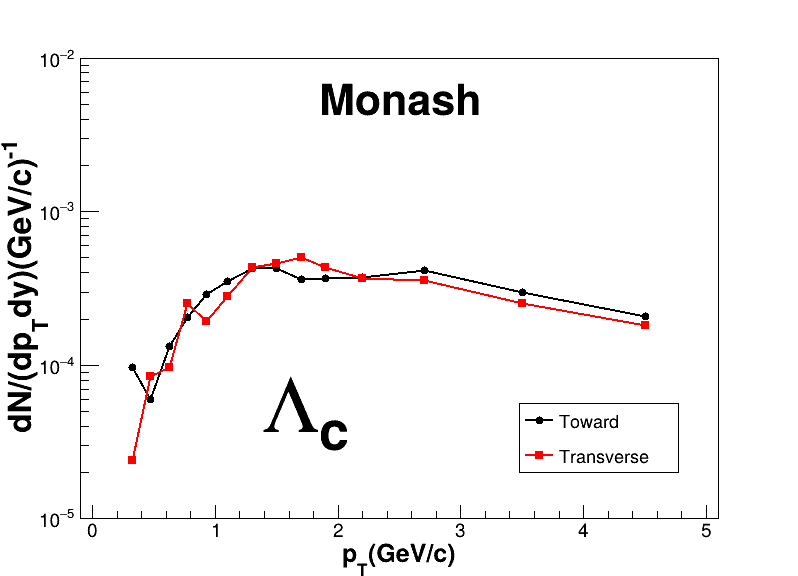 Monash
dN/(dp_T dy)(GeV/c)^-1
10^−2
10^−3
10^−4
10^−5
Λ_c
Toward
Transverse
0 1 2 3 4 5
p_T(GeV/c)